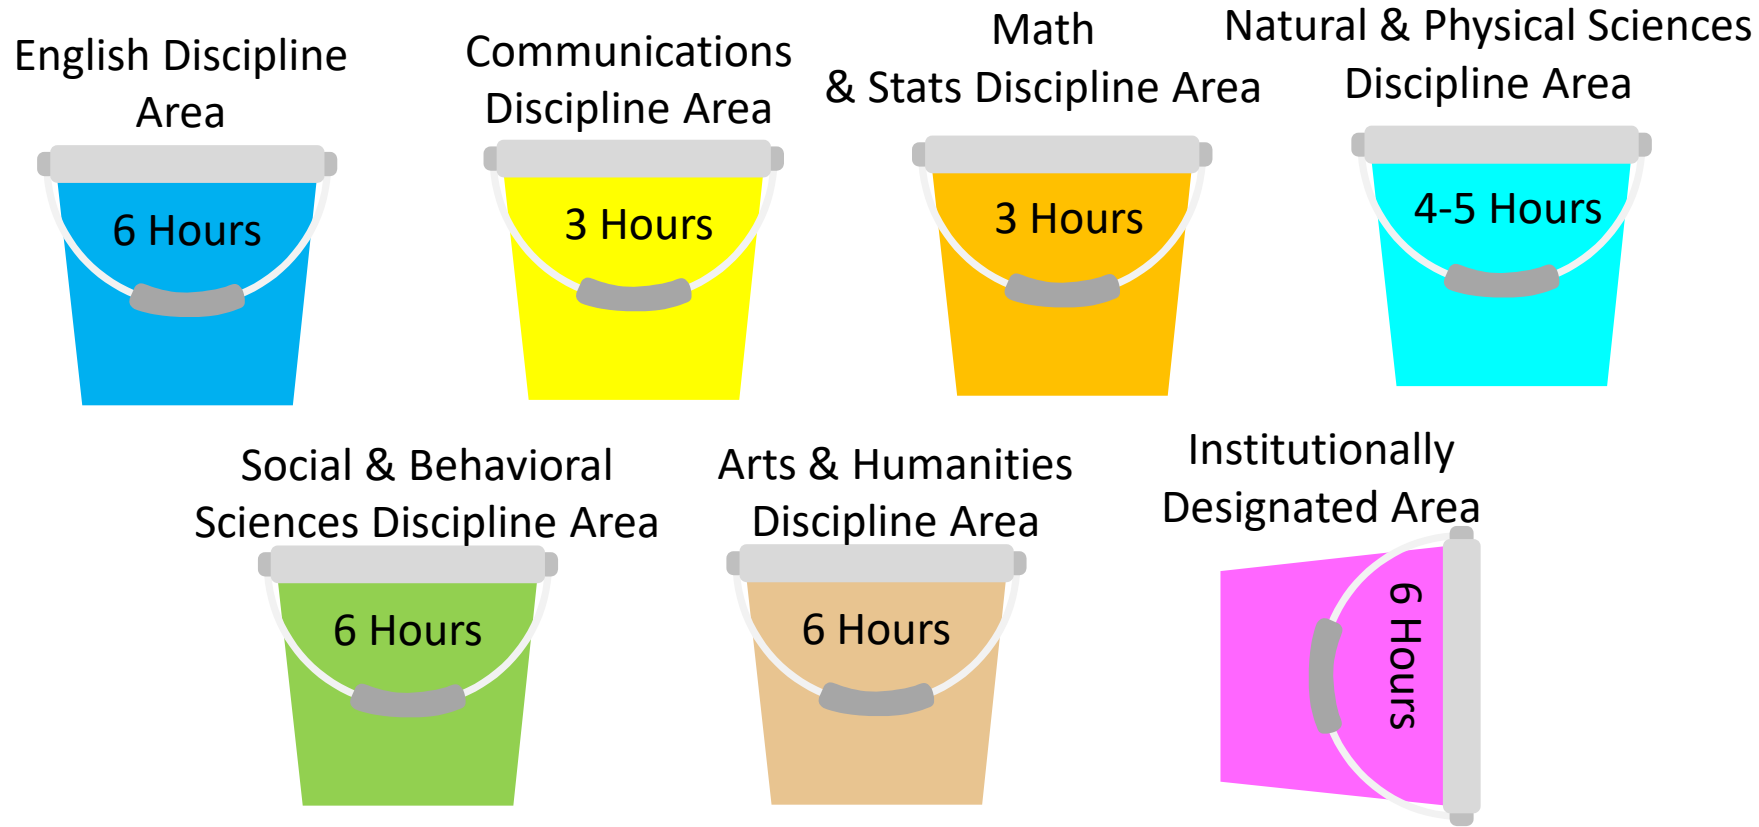 English Discipline
Area
6 Hours
Communications
Discipline Area
3 Hours
Math
& Stats Discipline Area
3 Hours
Natural & Physical Sciences
Discipline Area
4-5 Hours
Social & Behavioral
Sciences Discipline Area
6 Hours
Arts & Humanities
Discipline Area
6 Hours
Institutionally
Designated Area
6 Hours